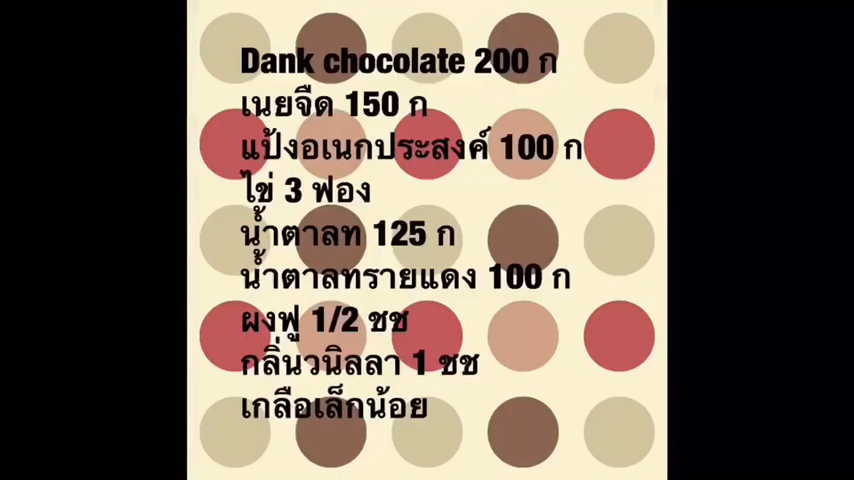 Dank chocolate 200 ก
เนยจืด 150 ก
แป้งอเนกประสงค์ 100 ก
ไข่ 3 ฟอง
น้ำตาลท 125 ก
น้ำตาลทรายแดง 100 ก
ผงฟู 1/2 ชช
กลิ่นวนิลลา 1 ชช
เกลือเล็กน้อย